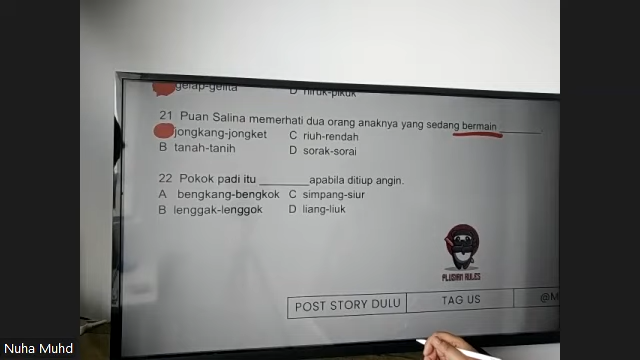 gelap-gelita D hiruk-pikuk
21 Puan Salina memerhati dua orang anaknya yang sedang bermain ________
jongkang-jongket C riuh-rendah
B tanah-tanih D sorak-sorai
22 Pokok padi itu ________ apabila ditiup angin.
A bengkang-bengkok C simpang-siur
B lenggak-lenggok D liang-liuk
PLUSIAN RULES
POST STORY DULU TAG US @M
Nuha Muhd